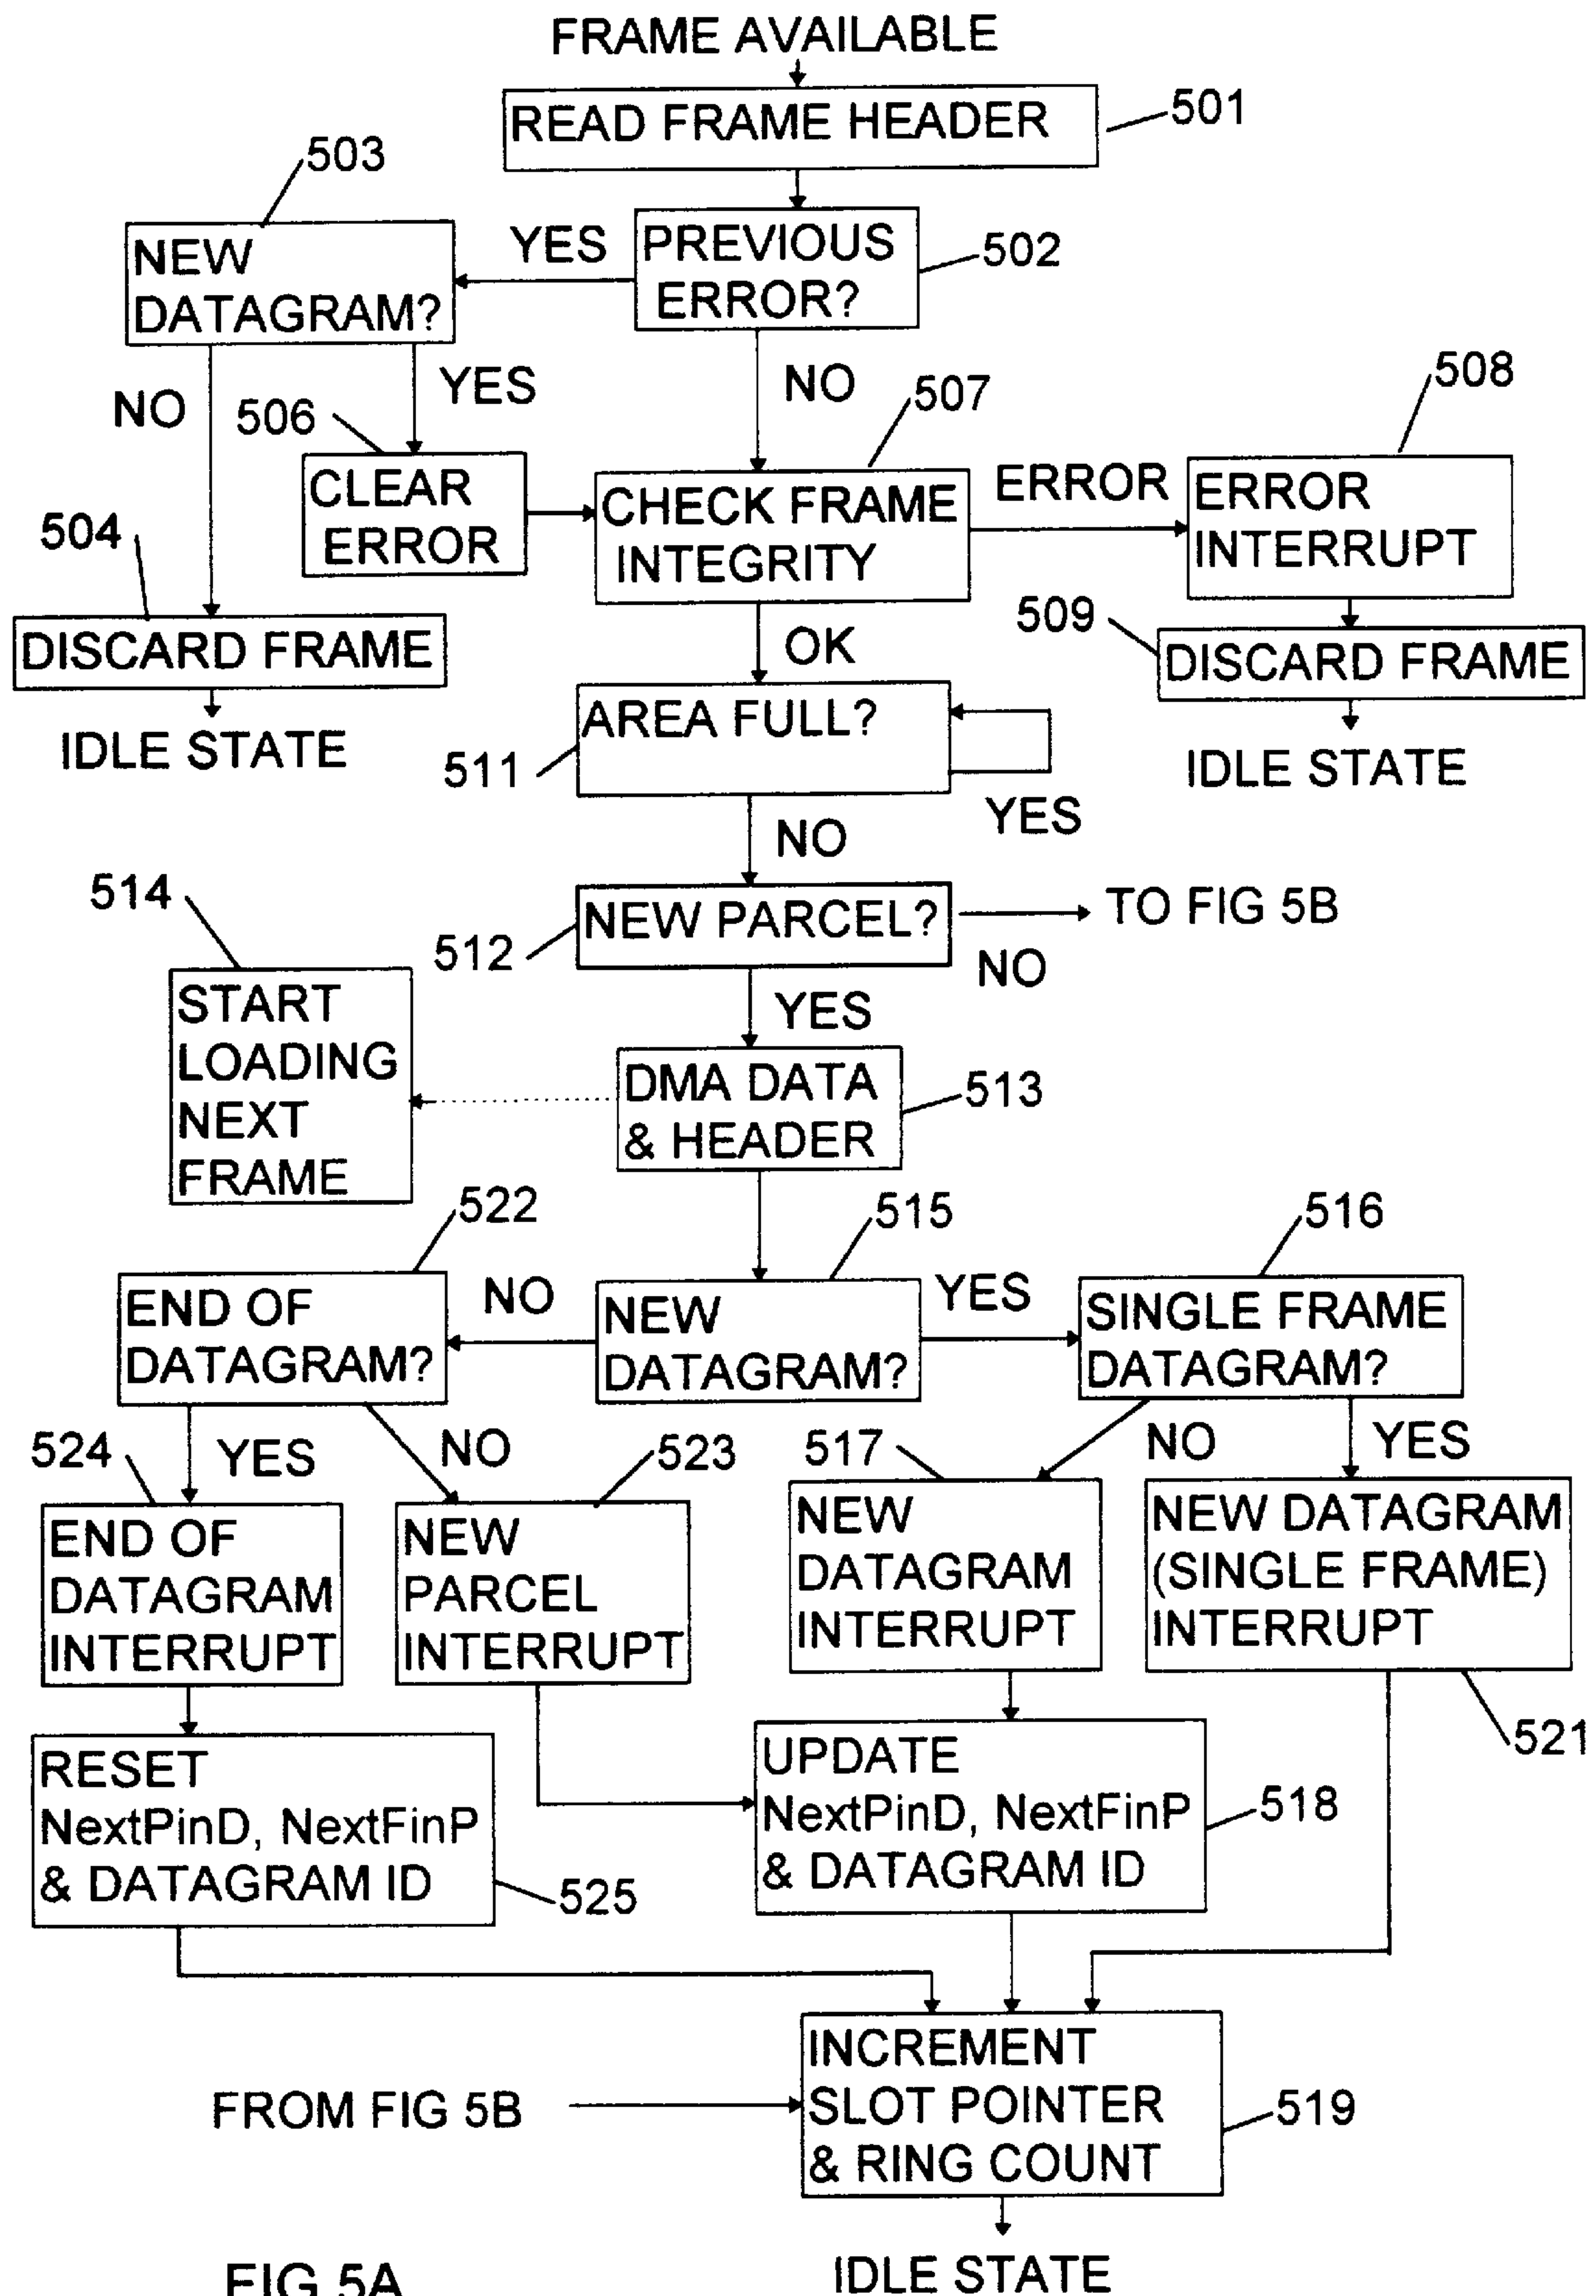 FRAME AVAILABLE
READ FRAME HEADER
501
503
NEW
DATAGRAM?
YES
PREVIOUS
ERROR?
502
NO
YES
506
NO
507
508
CLEAR
ERROR
CHECK FRAME
INTEGRITY
ERROR
ERROR
INTERRUPT
504
DISCARD FRAME
IDLE STATE
OK
509
DISCARD FRAME
IDLE STATE
AREA FULL?
511
YES
NO
514
512
NEW PARCEL?
TO FIG 5B
NO
START
LOADING
NEXT
FRAME
YES
DMA DATA
& HEADER
513
522
515
516
END OF
DATAGRAM?
NO
NEW
DATAGRAM?
YES
SINGLE FRAME
DATAGRAM?
524
YES
NO
523
517
NO
YES
END OF
DATAGRAM
INTERRUPT
NEW
PARCEL
INTERRUPT
NEW
DATAGRAM
INTERRUPT
NEW DATAGRAM
(SINGLE FRAME)
INTERRUPT
521
RESET
NextPinD, NextFinP
& DATAGRAM ID
525
UPDATE
NextPinD, NextFinP
& DATAGRAM ID
518
FROM FIG 5B
INCREMENT
SLOT POINTER
& RING COUNT
519
IDLE STATE
FIG 5A